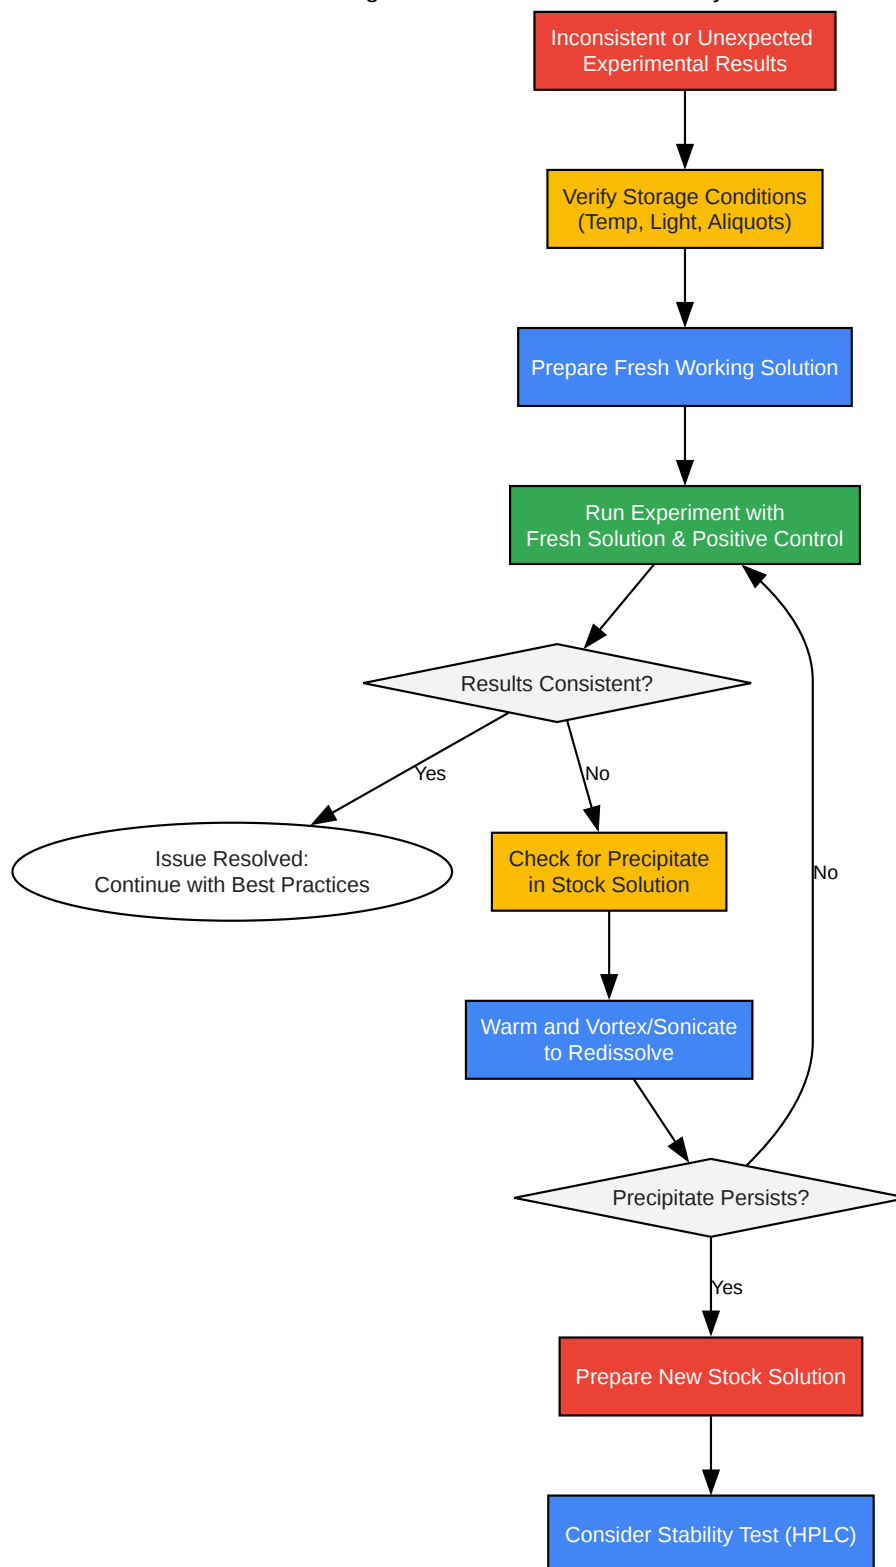 Inconsistent or Unexpected
Experimental Results
Verify Storage Conditions
(Temp, Light, Aliquots)
Prepare Fresh Working Solution
Run Experiment with
Fresh Solution & Positive Control
Results Consistent?
Yes
No
Issue Resolved:
Continue with Best Practices
Check for Precipitate
in Stock Solution
No
Warm and Vortex/Sonicate
to Redissolve
Precipitate Persists?
Yes
Prepare New Stock Solution
Consider Stability Test (HPLC)